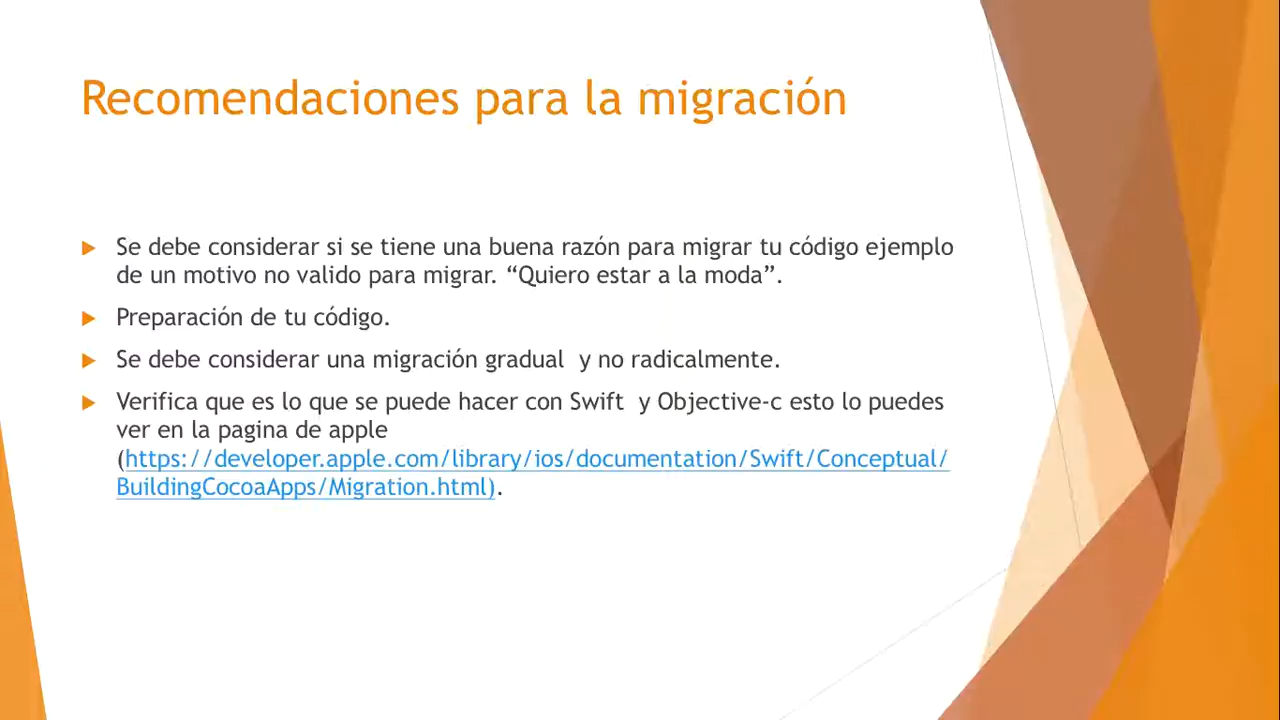 Recomendaciones para la migración
Se debe considerar si se tiene una buena razón para migrar tu código ejemplo
de un motivo no valido para migrar. “Quiero estar a la moda”.
Preparación de tu código.
Se debe considerar una migración gradual  y no radicalmente.
Verifica que es lo que se puede hacer con Swift  y Objective-c esto lo puedes
ver en la pagina de apple
(https://developer.apple.com/library/ios/documentation/Swift/Conceptual/
BuildingCocoaApps/Migration.html).